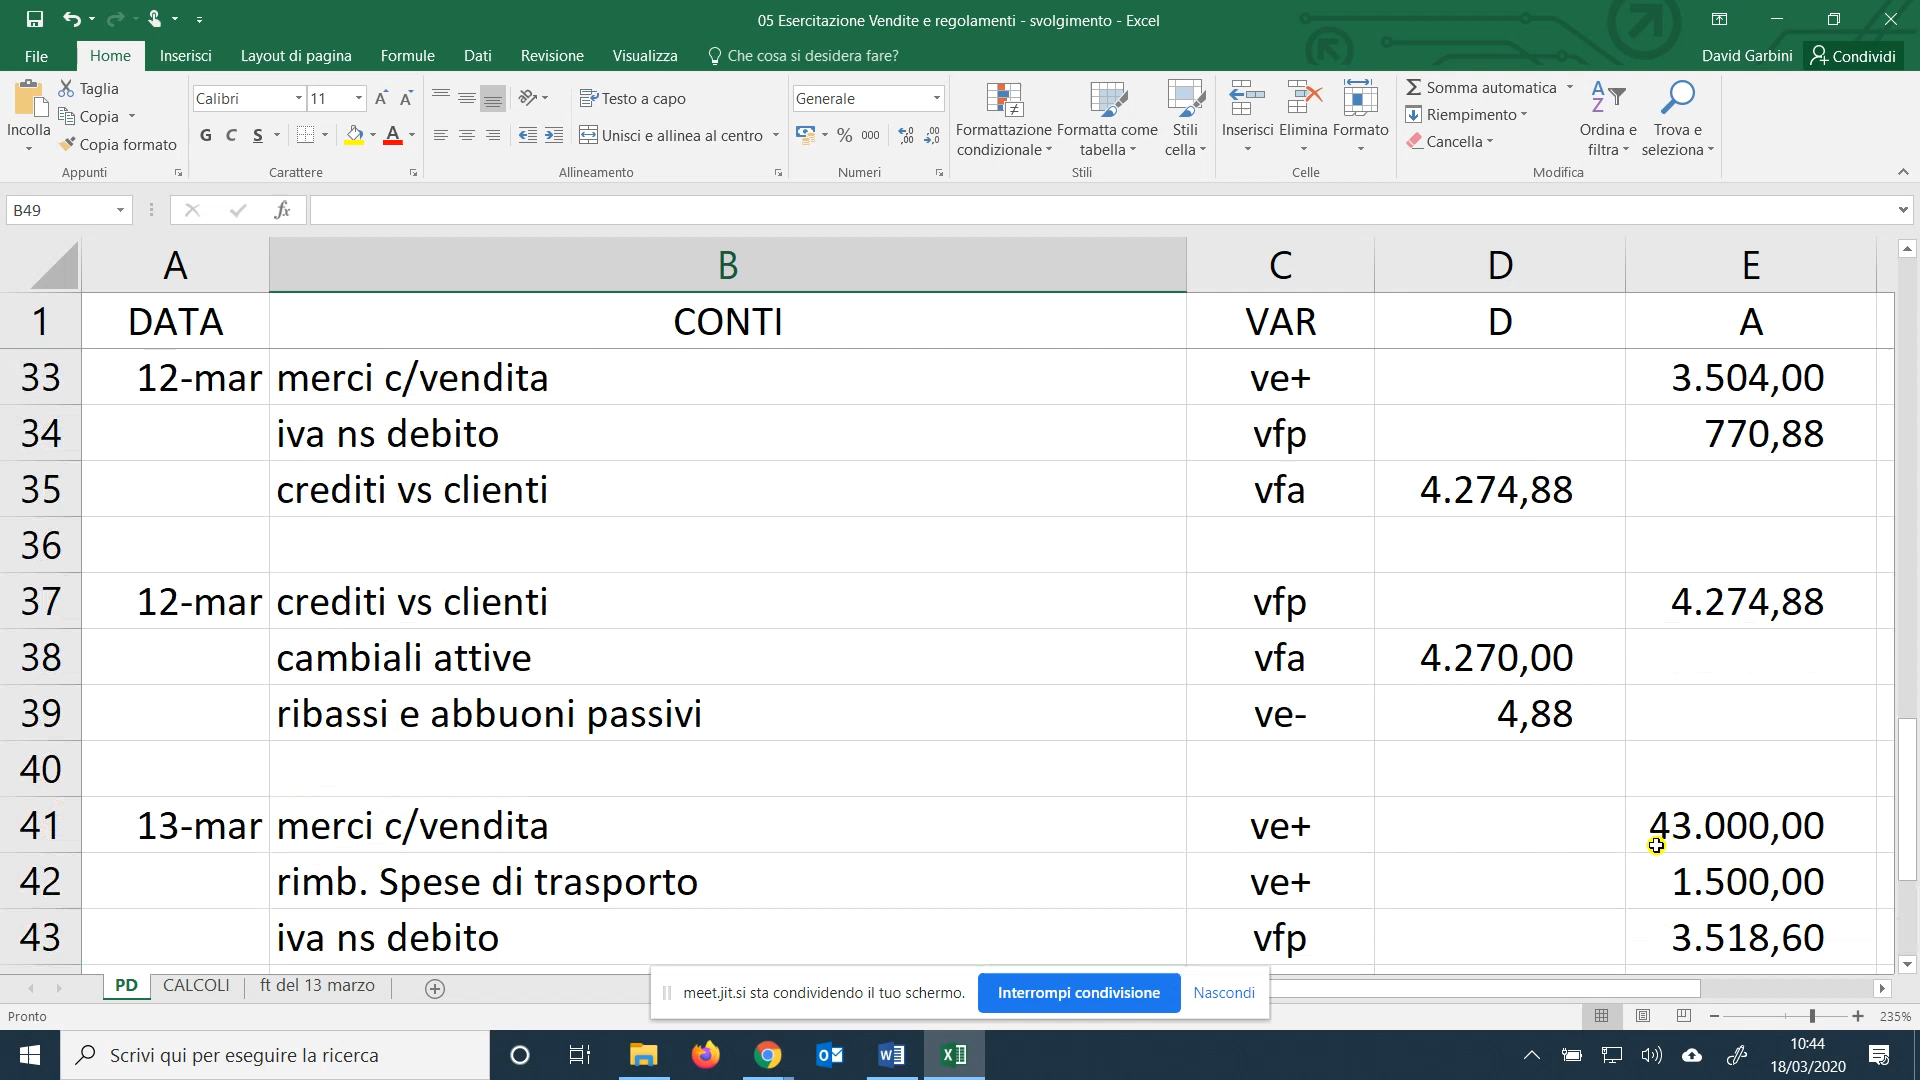 05 Esercitazione Vendite e regolamenti - svolgimento - Excel
File Home Inserisci Layout di pagina Formule Dati Revisione Visualizza Che cosa si desidera fare? David Garbini Condividi
Incolla
Taglia
Copia
Copia formato
Appunti
Calibri 11
G C S
A A
Carattere
Testo a capo
Unisci e allinea al centro
Allineamento
Generale
% 000
Numeri
Formattazione condizionale
Formatta come tabella
Stili cella
Stili
Inserisci
Elimina
Formato
Celle
Somma automatica
Riempimento
Cancella
Ordina e filtra
Trova e seleziona
Modifica
B49 fx
A B C D E
1 DATA CONTI VAR D A
33 12-mar merci c/vendita ve+ 3.504,00
34 iva ns debito vfp 770,88
35 crediti vs clienti vfa 4.274,88
36
37 12-mar crediti vs clienti vfp 4.274,88
38 cambiali attive vfa 4.270,00
39 ribassi e abbuoni passivi ve- 4,88
40
41 13-mar merci c/vendita ve+ 43.000,00
42 rimb. Spese di trasporto ve+ 1.500,00
43 iva ns debito vfp 3.518,60
PD CALCOLI ft del 13 marzo
meet.jit.si sta condividendo il tuo schermo. Interrompi condivisione Nascondi
Pronto 235%
Scrivi qui per eseguire la ricerca
10:44
18/03/2020